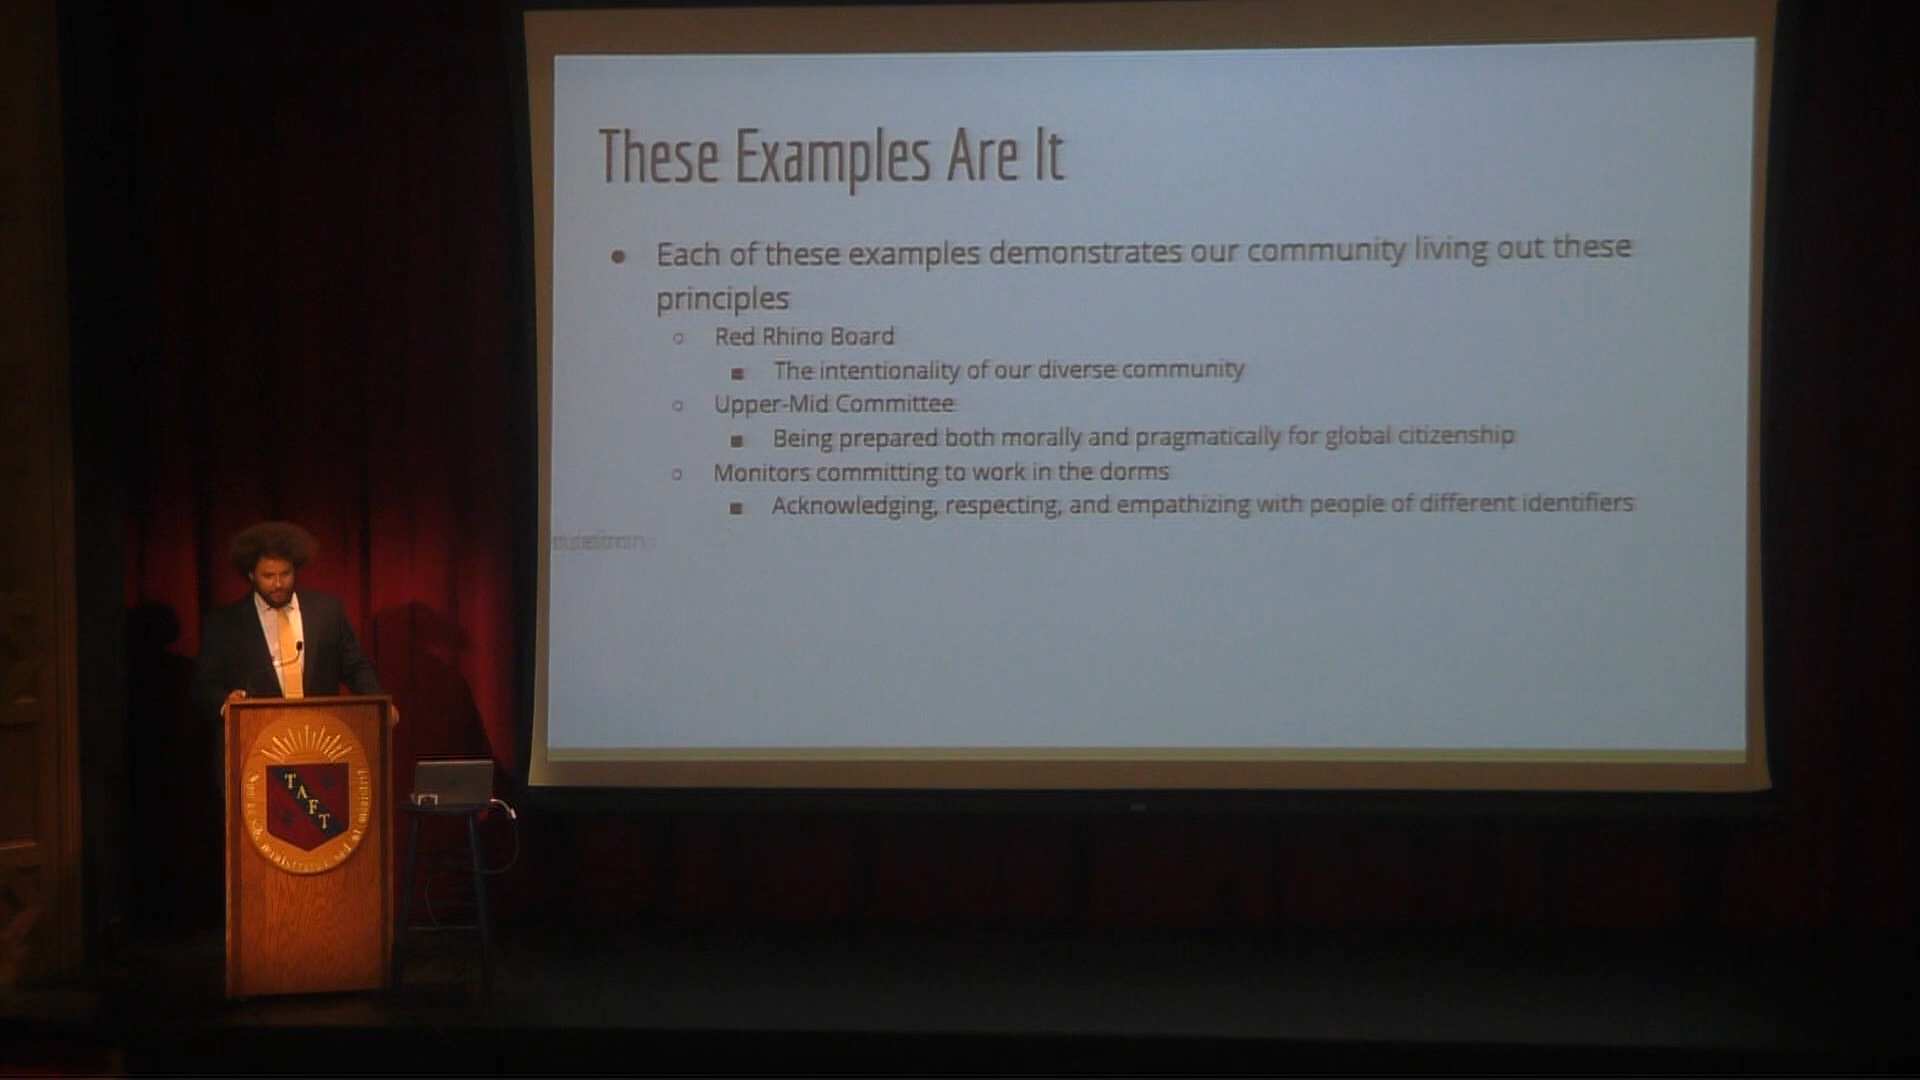 These Examples Are It
● Each of these examples demonstrates our community living out these
principles
○ Red Rhino Board
■ The intentionality of our diverse community
○ Upper-Mid Committee
■ Being prepared both morally and pragmatically for global citizenship
○ Monitors committing to work in the dorms
■ Acknowledging, respecting, and empathizing with people of different identifiers
TAFT